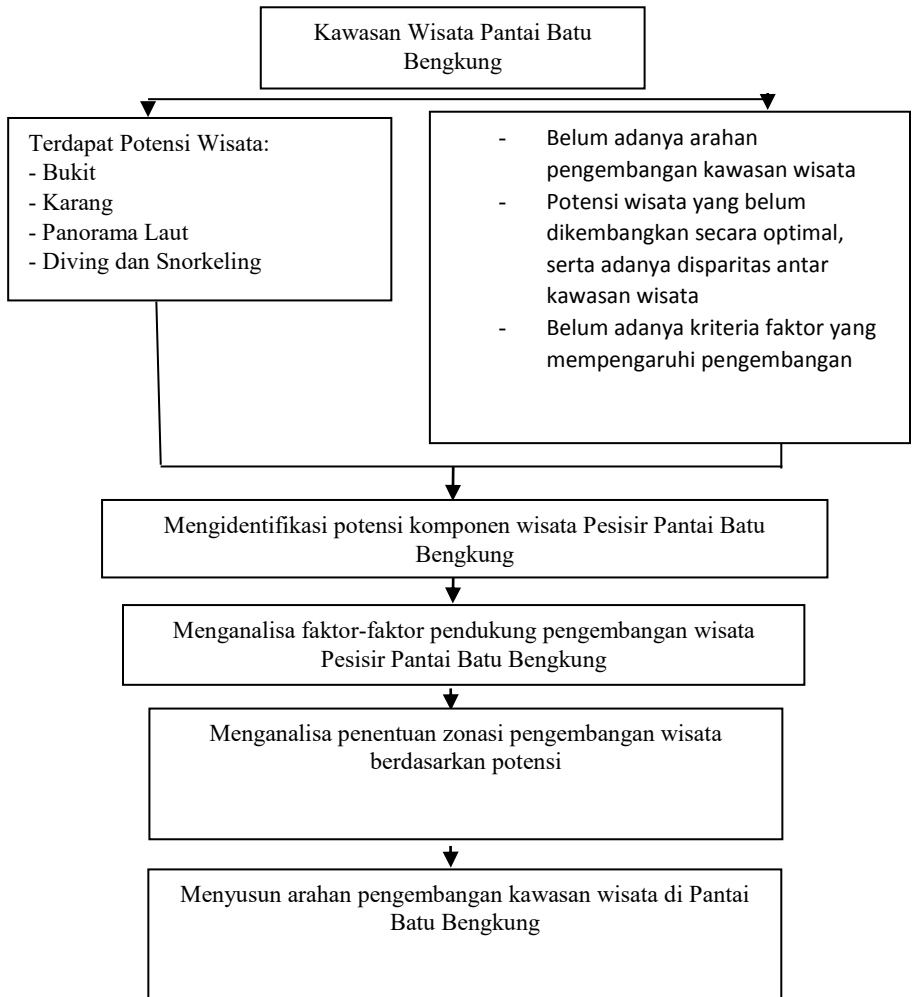 Kawasan Wisata Pantai Batu
Bengkung
Terdapat Potensi Wisata:
- Bukit
- Karang
- Panorama Laut
- Diving dan Snorkeling
- Belum adanya arahan
pengembangan kawasan wisata
- Potensi wisata yang belum
dikembangkan secara optimal,
serta adanya disparitas antar
kawasan wisata
- Belum adanya kriteria faktor yang
mempengaruhi pengembangan
Mengidentifikasi potensi komponen wisata Pesisir Pantai Batu
Bengkung
Menganalisa faktor-faktor pendukung pengembangan wisata
Pesisir Pantai Batu Bengkung
Menganalisa penentuan zonasi pengembangan wisata
berdasarkan potensi
Menyusun arahan pengembangan kawasan wisata di Pantai
Batu Bengkung